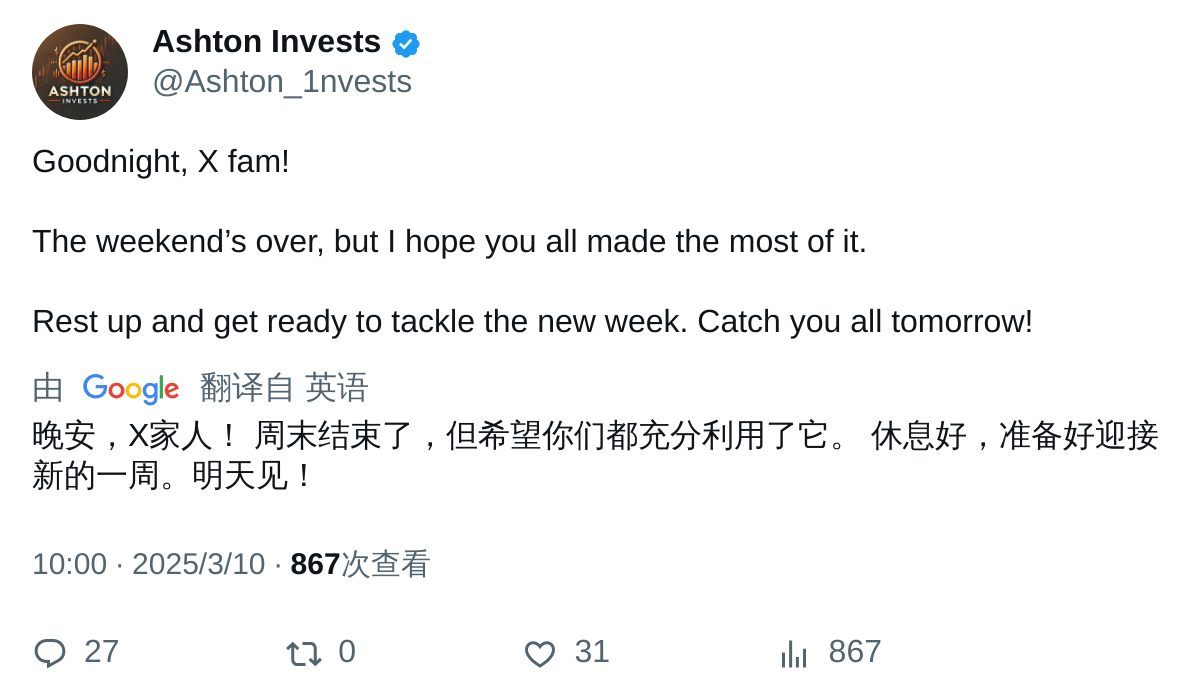 ASHTON
INVESTS
Ashton Invests
@Ashton_1nvests
Goodnight, X fam!
The weekend’s over, but I hope you all made the most of it.
Rest up and get ready to tackle the new week. Catch you all tomorrow!
由 Google 翻译自 英语
晚安，X家人！ 周末结束了，但希望你们都充分利用了它。 休息好，准备好迎接
新的一周。明天见！
10:00 · 2025/3/10 · 867次查看
27 0 31 867